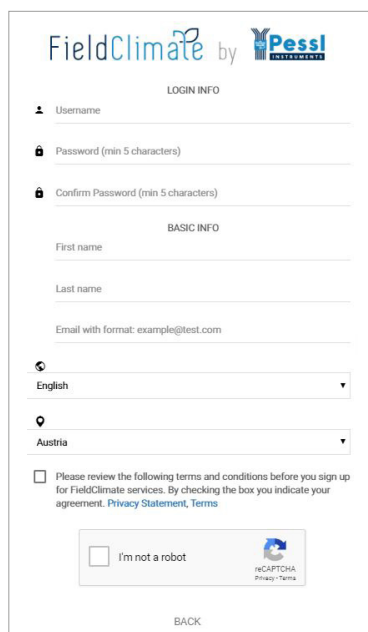 FieldClimate by Pessl
INSTRUMENTS
LOGIN INFO
Username
Password (min 5 characters)
Confirm Password (min 5 characters)
BASIC INFO
First name
Last name
Email with format: example@test.com
English
Austria
Please review the following terms and conditions before you sign up
for FieldClimate services. By checking the box you indicate your
agreement. Privacy Statement, Terms
I'm not a robot
reCAPTCHA
Privacy - Terms
BACK